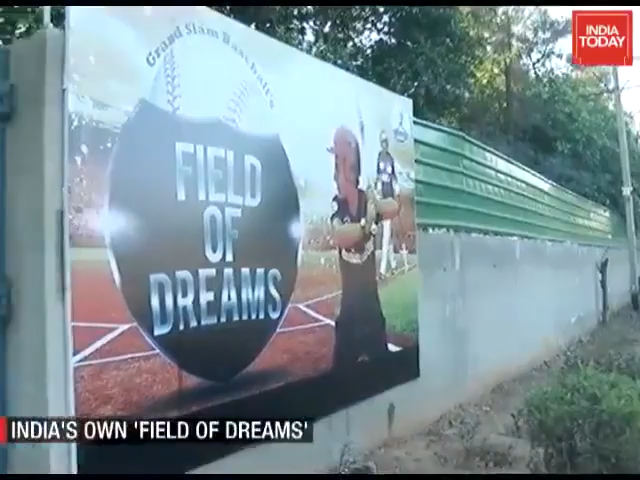 INDIA
TODAY
Grand Slam Baseball's
FIELD
OF
DREAMS
INDIA'S OWN 'FIELD OF DREAMS'